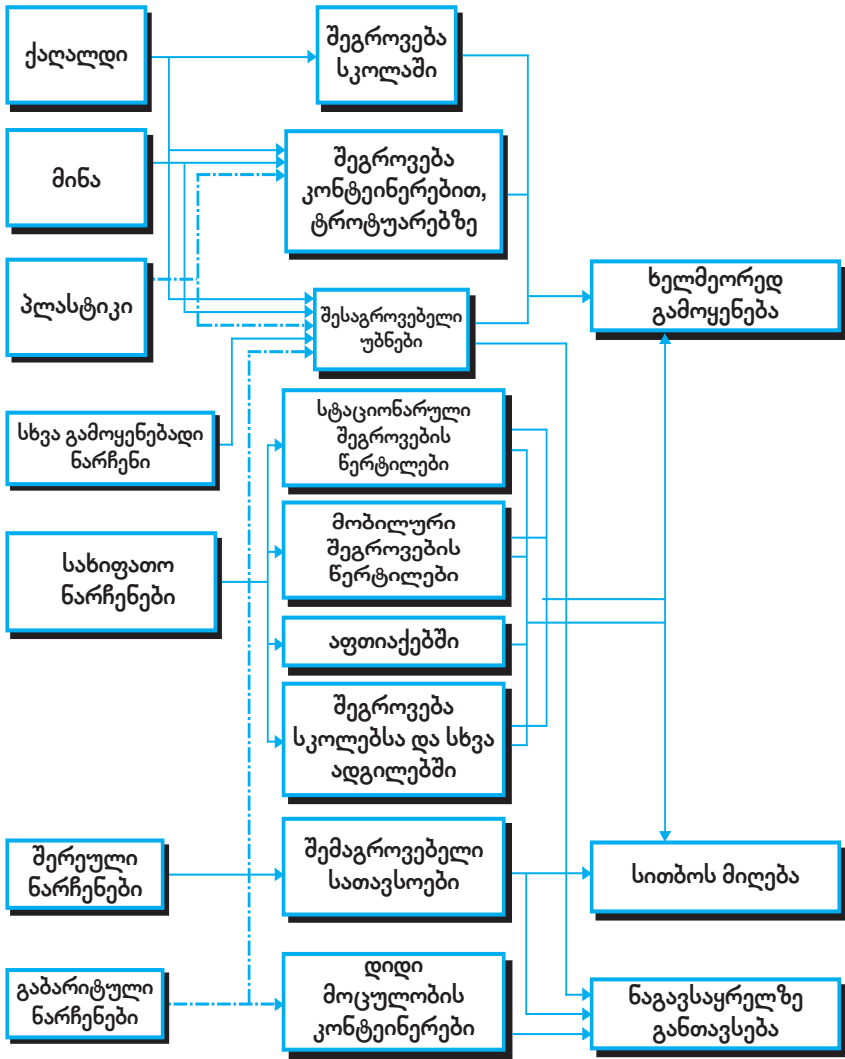 ქაღალდი
მინა
პლასტიკი
სხვა გამოყენებადი
ნარჩენი
სახიფათო
ნარჩენები
შერეული
ნარჩენები
გაბარიტული
ნარჩენები
შეგროვება
სკოლაში
შეგროვება
კონტეინერებით,
ტროტუარებზე
შესაგროვებელი
უბნები
სტაციონარული
შეგროვების
წერტილები
მობილური
შეგროვების
წერტილები
აფთიაქებში
შეგროვება
სკოლებსა და სხვა
ადგილებში
შემაგროვებელი
სათავსოები
დიდი
მოცულობის
კონტეინერები
ხელმეორედ
გამოყენება
სითბოს მიღება
ნაგავსაყრელზე
განთავსება